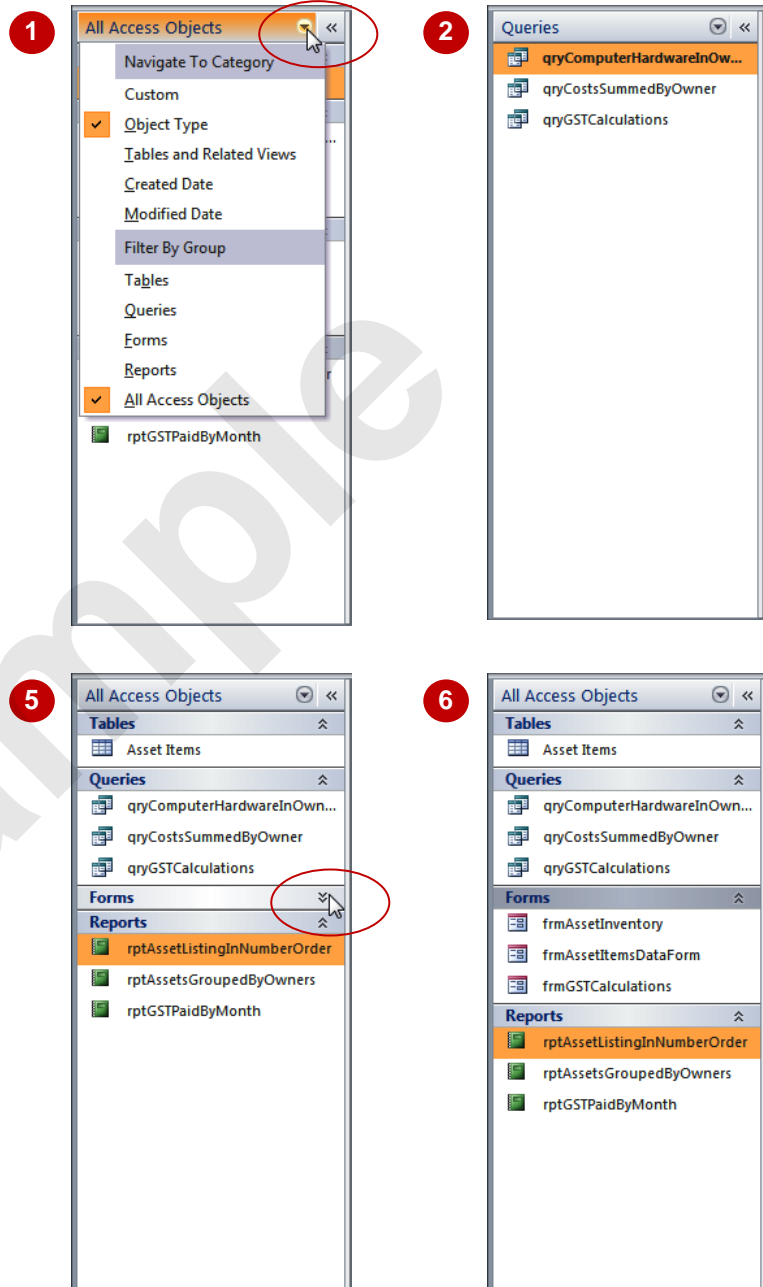 1
All Access Objects
Navigate To Category
Custom
Object Type
Tables and Related Views
Created Date
Modified Date
Filter By Group
Tables
Queries
Forms
Reports
All Access Objects
rptGSTPaidByMonth
2
Queries
qryComputerHardwareInOw...
qryCostsSummedByOwner
qryGSTCalculations
5
All Access Objects
Tables
Asset Items
Queries
qryComputerHardwareInOwn...
qryCostsSummedByOwner
qryGSTCalculations
Forms
Reports
rptAssetListingInNumberOrder
rptAssetsGroupedByOwners
rptGSTPaidByMonth
6
All Access Objects
Tables
Asset Items
Queries
qryComputerHardwareInOwn...
qryCostsSummedByOwner
qryGSTCalculations
Forms
frmAssetInventory
frmAssetItemsDataForm
frmGSTCalculations
Reports
rptAssetListingInNumberOrder
rptAssetsGroupedByOwners
rptGSTPaidByMonth